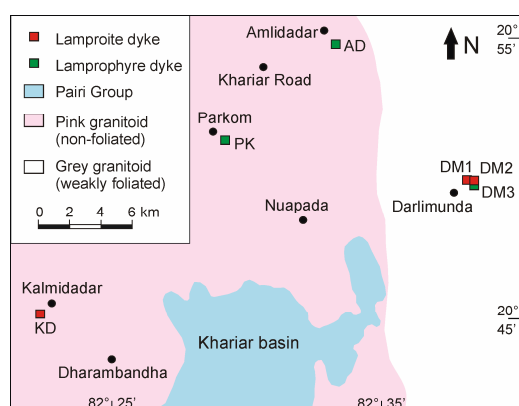 Lamproite dyke
Lamprophyre dyke
Pairi Group
Pink granitoid
(non-foliated)
Grey granitoid
(weakly foliated)
0 2 4 6 km
Amlidadar
AD
Khariar Road
Parkom
PK
Nuapada
N
20°
55'
DM1 DM2
DM3
Darlimunda
Kalmidadar
KD
Khariar basin
Dharambandha
20°
45'
82° 25'
82° 35'